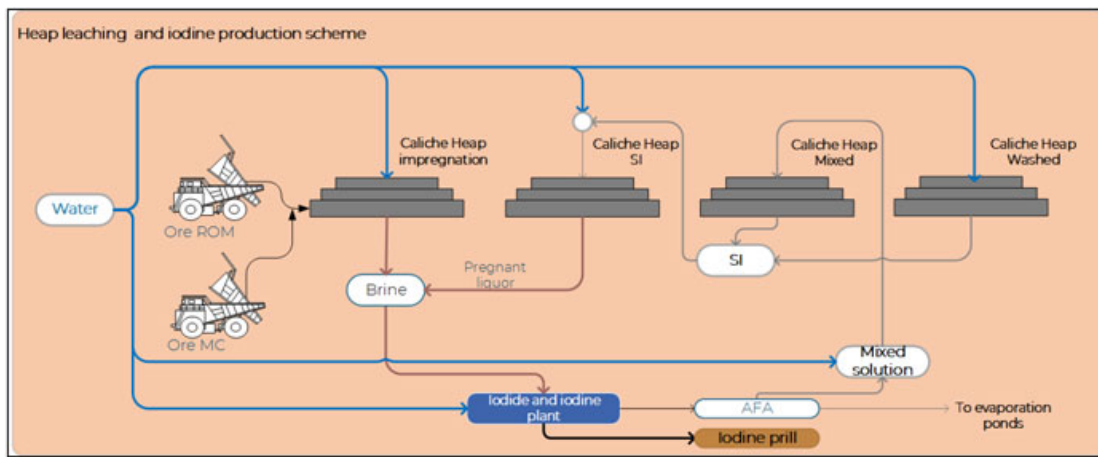 Heap leaching and iodine production scheme
Caliche Heap
impregnation
Caliche Heap
SI
Caliche Heap
Mixed
Caliche Heap
Washed
Water
Ore ROM
SI
Pregnant
liquor
Brine
Ore MC
Mixed
solution
Iodide and iodine
plant
AFA
To evaporation
ponds
Iodine prill